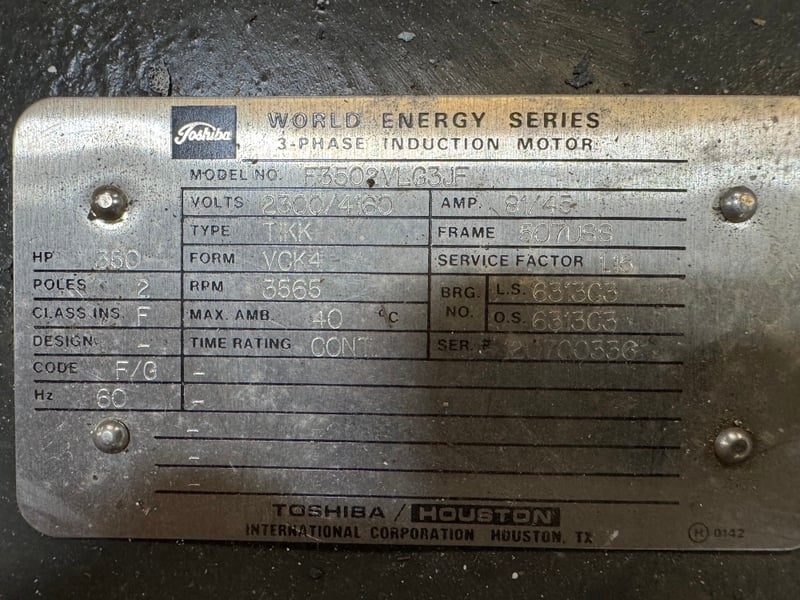 Toshiba
WORLD ENERGY SERIES
3-PHASE INDUCTION MOTOR
MODEL NO. F3502VLG3JF
VOLTS 2300/4160 AMP. 81/45
TYPE TIKK FRAME 507USS
HP 350 FORM VCK4 SERVICE FACTOR 1.15
POLES 2 RPM 3565 BRG. NO. L.S. 6313C3
CLASS INS. F MAX. AMB. 40 °C O.S. 6313C3
DESIGN - TIME RATING CONT. SER. #
CODE F/G -
Hz 60 -
-
-
-
TOSHIBA / HOUSTON
INTERNATIONAL CORPORATION HOUSTON, TX
H 0142